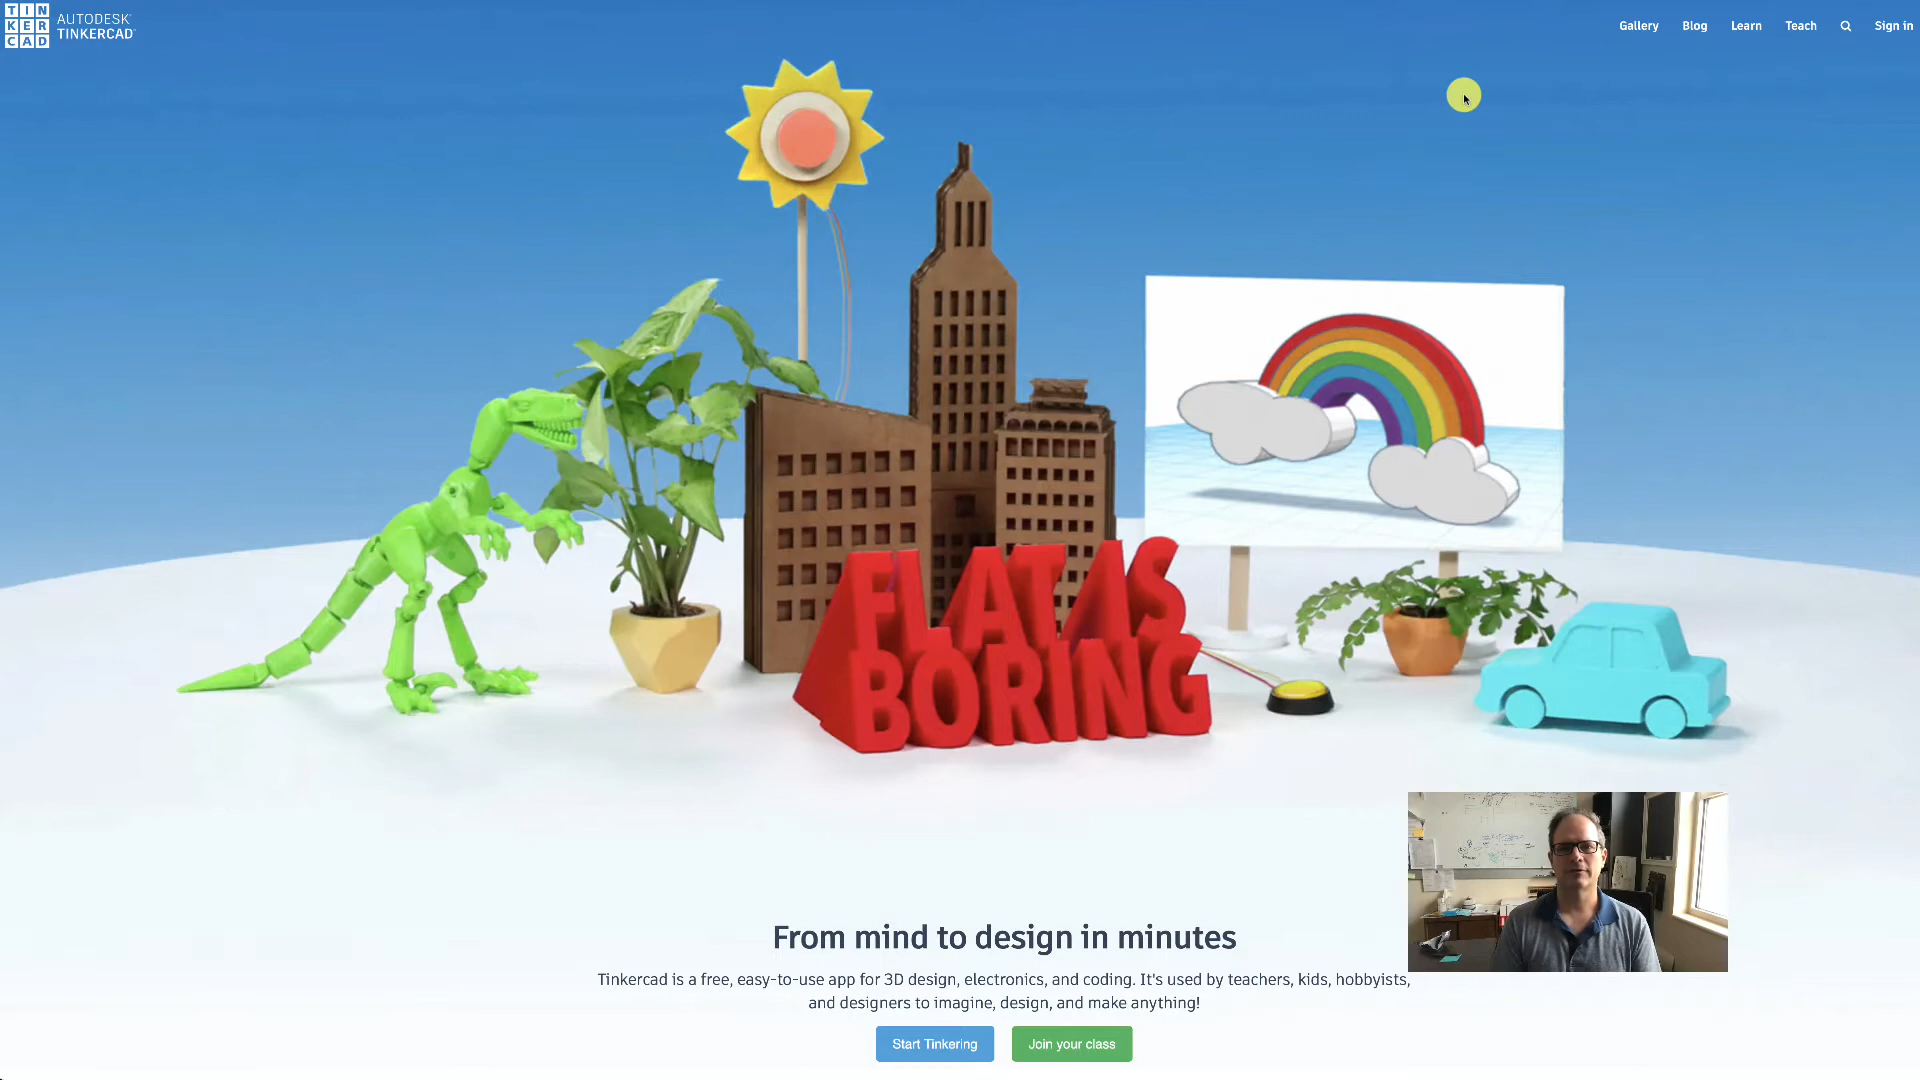 TIN
KER
CAD
AUTODESK
TINKERCAD
Gallery
Blog
Learn
Teach
Sign in
FLAT IS
BORING
From mind to design in minutes
Tinkercad is a free, easy-to-use app for 3D design, electronics, and coding. It's used by teachers, kids, hobbyists,
and designers to imagine, design, and make anything!
Start Tinkering
Join your class